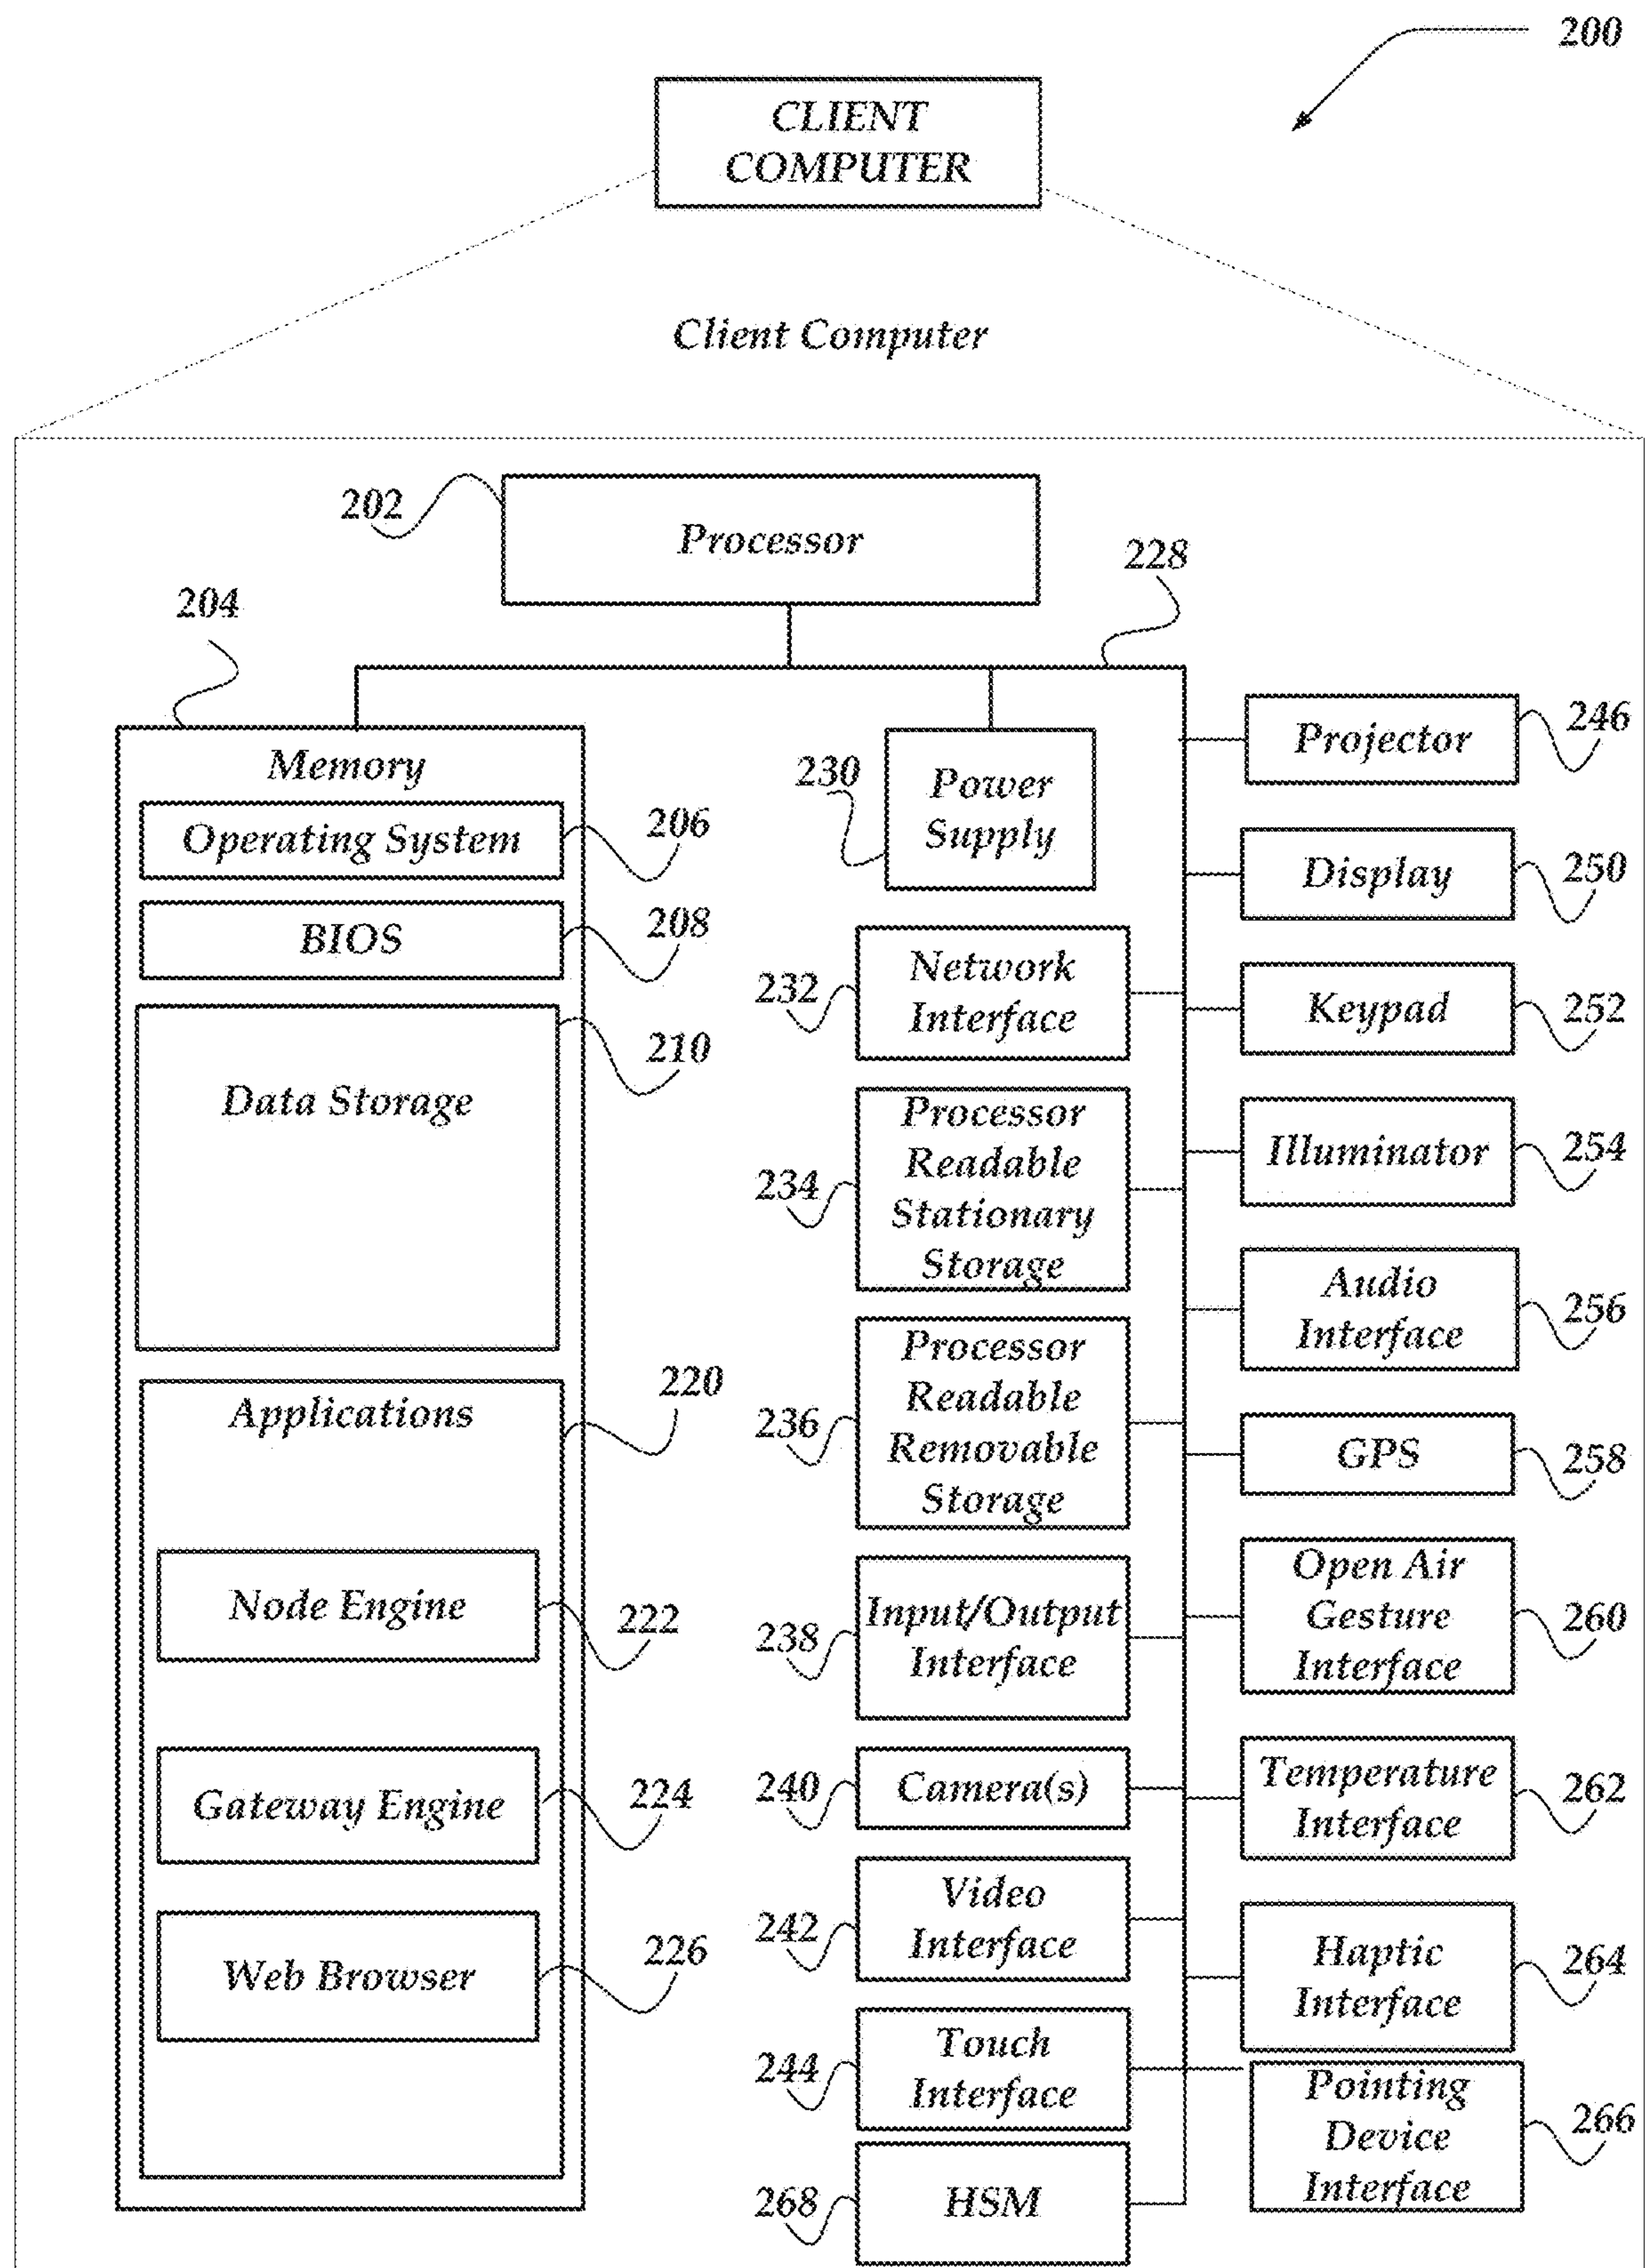 200
CLIENT
COMPUTER
Client Computer
202
Processor
228
204
Memory
Operating System
206
BIOS
208
Data Storage
210
Applications
220
Node Engine
222
Gateway Engine
224
Web Browser
226
230
Power
Supply
232
Network
Interface
234
Processor
Readable
Stationary
Storage
236
Processor
Readable
Removable
Storage
238
Input/Output
Interface
240
Camera(s)
242
Video
Interface
244
Touch
Interface
268
HSM
Projector
246
Display
250
Keypad
252
Illuminator
254
Audio
Interface
256
GPS
258
Open Air
Gesture
Interface
260
Temperature
Interface
262
Haptic
Interface
264
Pointing
Device
Interface
266